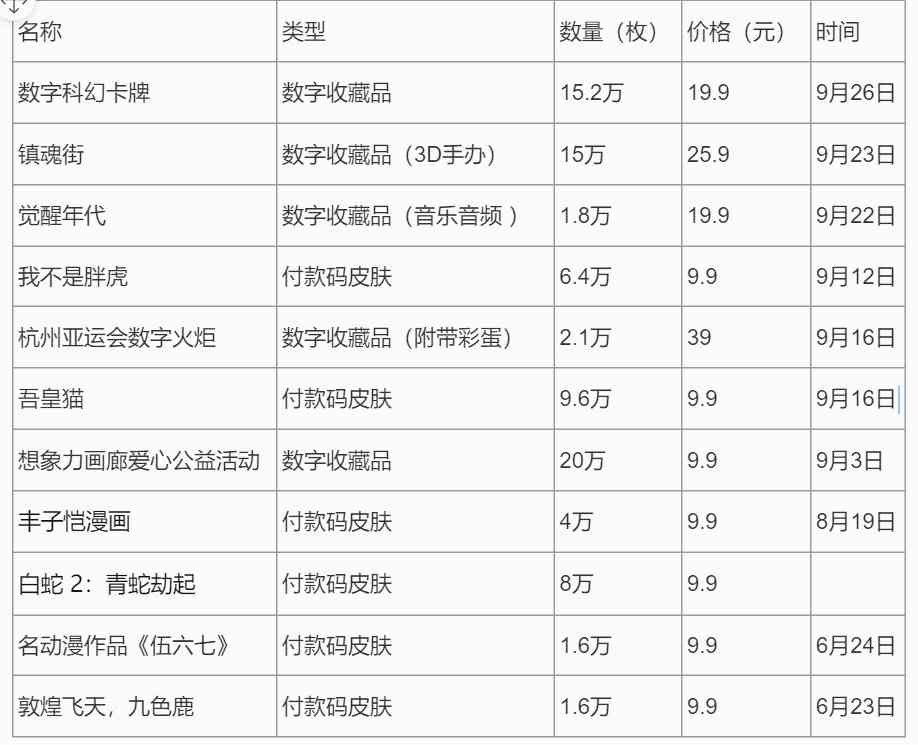 名称 类型 数量（枚） 价格（元） 时间
数字科幻卡牌 数字收藏品 15.2万 19.9 9月26日
镇魂街 数字收藏品（3D手办） 15万 25.9 9月23日
觉醒年代 数字收藏品（音乐音频 ） 1.8万 19.9 9月22日
我不是胖虎 付款码皮肤 6.4万 9.9 9月12日
杭州亚运会数字火炬 数字收藏品（附带彩蛋） 2.1万 39 9月16日
吾皇猫 付款码皮肤 9.6万 9.9 9月16日
想象力画廊爱心公益活动 数字收藏品 20万 9.9 9月3日
丰子恺漫画 付款码皮肤 4万 9.9 8月19日
白蛇 2：青蛇劫起 付款码皮肤 8万 9.9
名动漫作品《伍六七》 付款码皮肤 1.6万 9.9 6月24日
敦煌飞天，九色鹿 付款码皮肤 1.6万 9.9 6月23日